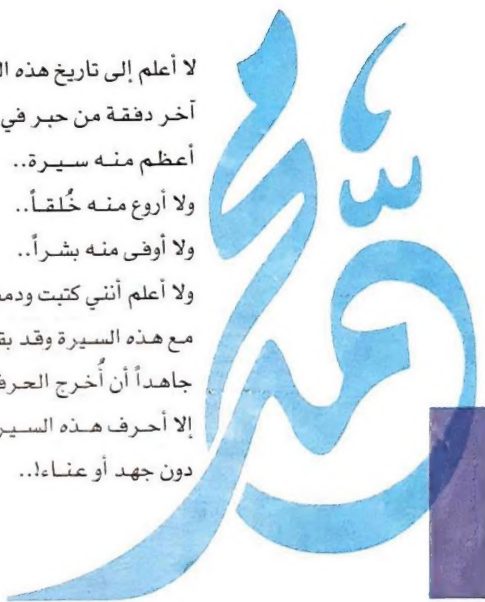 لا أعلم إلى تاريخ هذه
آخر دفقة من حبر في
أعظم منه سيرة..
ولا أروع منه خُلقاً..
ولا أوفى منه بشراً..
ولا أعلم أنني كتبت
مع هذه السيرة وقد
جاهداً أن أُخرج
إلا أحرف هذه
دون جهد أو عناء!..
محمد